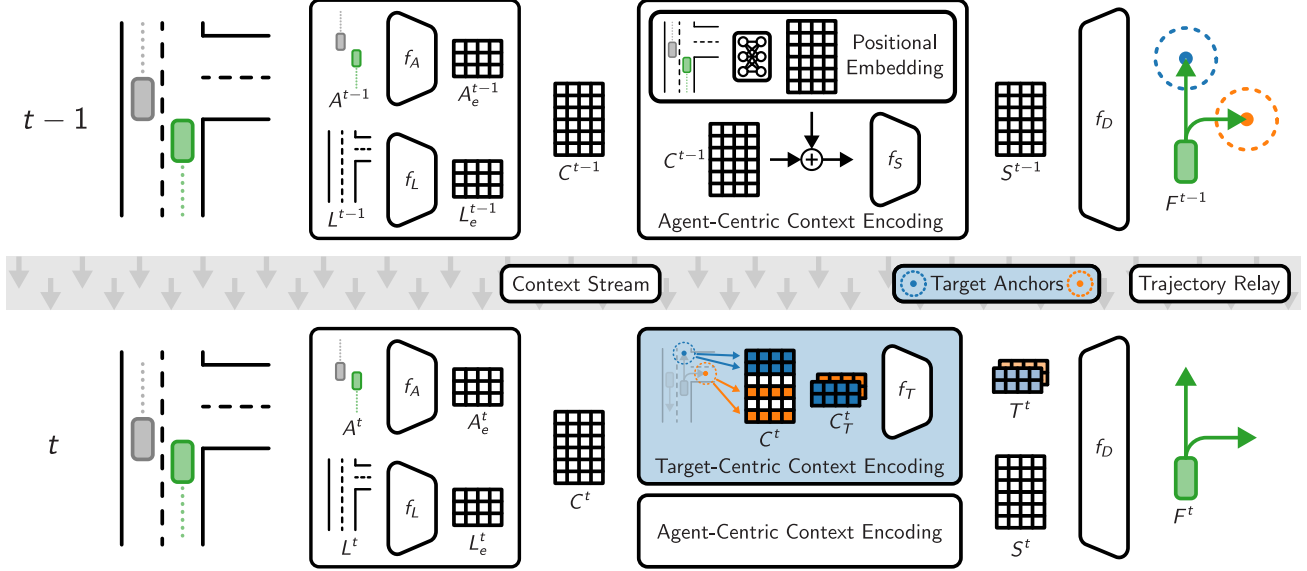 t − 1
A^{t−1}
f_A
A_e^{t−1}
L^{t−1}
f_L
L_e^{t−1}
C^{t−1}
Positional
Embedding
C^{t−1}
+
f_S
Agent-Centric Context Encoding
S^{t−1}
f_D
F^{t−1}
Context Stream
Target Anchors
Trajectory Relay
t
A^t
f_A
A_e^t
L^t
f_L
L_e^t
C^t
C^t
C_T^t
f_T
Target-Centric Context Encoding
Agent-Centric Context Encoding
T^t
S^t
f_D
F^t